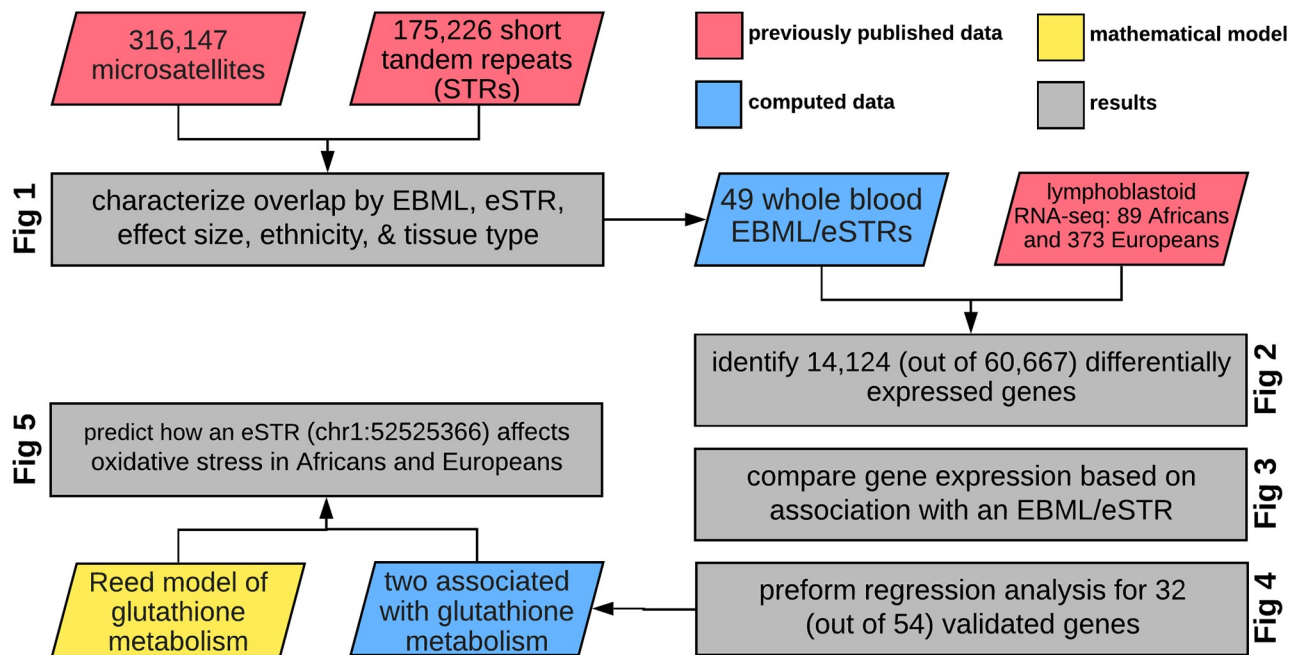 316,147
microsatellites
175,226 short
tandem repeats
(STRs)
previously published data
mathematical model
computed data
results
Fig 1
characterize overlap by EBML, eSTR,
effect size, ethnicity, & tissue type
49 whole blood
EBML/eSTRs
lymphoblastoid
RNA-seq: 89 Africans
and 373 Europeans
identify 14,124 (out of 60,667) differentially
expressed genes
Fig 2
Fig 5
predict how an eSTR (chr1:52525366) affects
oxidative stress in Africans and Europeans
compare gene expression based on
association with an EBML/eSTR
Fig 3
Reed model of
glutathione
metabolism
two associated
with glutathione
metabolism
preform regression analysis for 32
(out of 54) validated genes
Fig 4